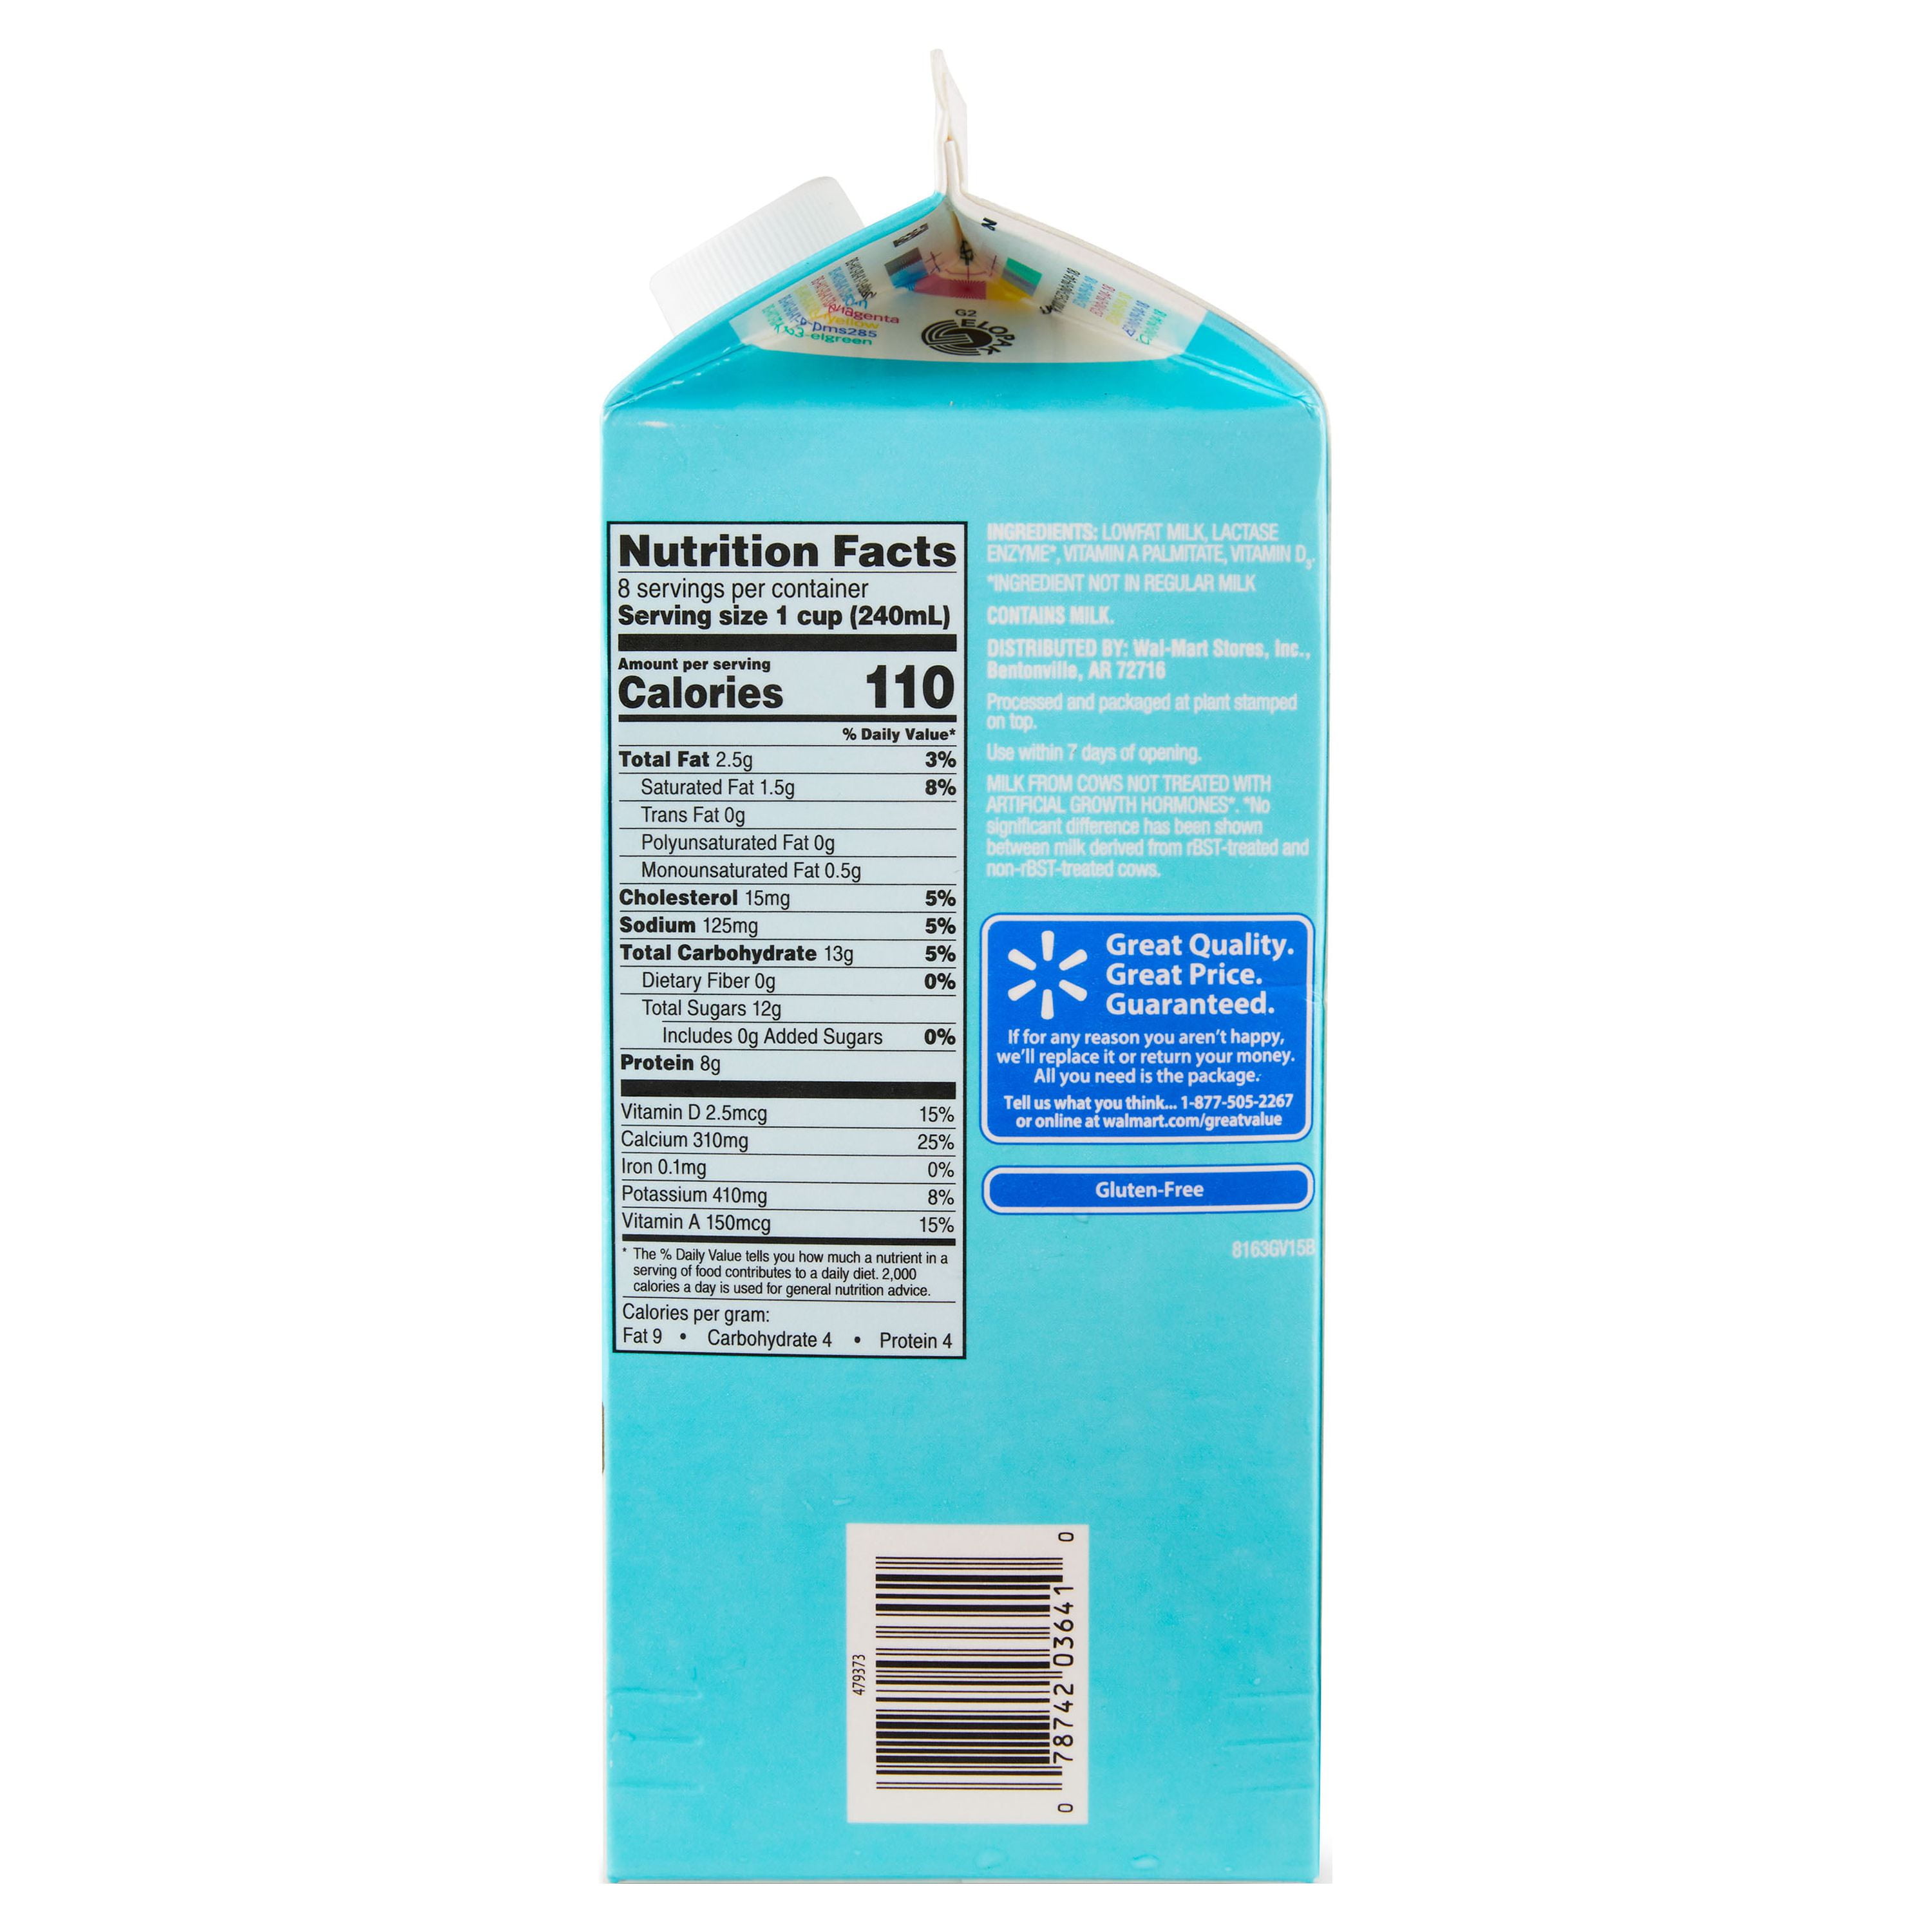 N
magenta
yellow
pms285
elgreen
G2
ELOPAK
Nutrition Facts
8 servings per container
Serving size 1 cup (240mL)
Amount per serving
Calories 110
% Daily Value*
Total Fat 2.5g 3%
Saturated Fat 1.5g 8%
Trans Fat 0g
Polyunsaturated Fat 0g
Monounsaturated Fat 0.5g
Cholesterol 15mg 5%
Sodium 125mg 5%
Total Carbohydrate 13g 5%
Dietary Fiber 0g 0%
Total Sugars 12g
Includes 0g Added Sugars 0%
Protein 8g
Vitamin D 2.5mcg 15%
Calcium 310mg 25%
Iron 0.1mg 0%
Potassium 410mg 8%
Vitamin A 150mcg 15%
* The % Daily Value tells you how much a nutrient in a
serving of food contributes to a daily diet. 2,000
calories a day is used for general nutrition advice.
Calories per gram:
Fat 9 • Carbohydrate 4 • Protein 4
INGREDIENTS: LOWFAT MILK, LACTASE
ENZYME*, VITAMIN A PALMITATE, VITAMIN D3.
*INGREDIENT NOT IN REGULAR MILK
CONTAINS MILK.
DISTRIBUTED BY: Wal-Mart Stores, Inc.,
Bentonville, AR 72716
Processed and packaged at plant stamped
on top.
Use within 7 days of opening.
MILK FROM COWS NOT TREATED WITH
ARTIFICIAL GROWTH HORMONES*. *No
significant difference has been shown
between milk derived from rBST-treated and
non-rBST-treated cows.
Great Quality.
Great Price.
Guaranteed.
If for any reason you aren't happy,
we'll replace it or return your money.
All you need is the package.
Tell us what you think... 1-877-505-2267
or online at walmart.com/greatvalue
Gluten-Free
8163GV15B
479373
0 78742 03641 0